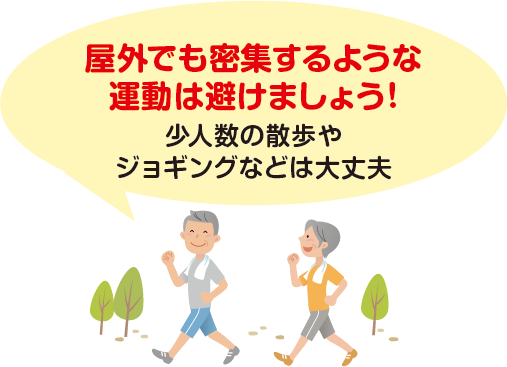 屋外でも密集するような
運動は避けましょう!
少人数の散歩や
ジョギングなどは大丈夫